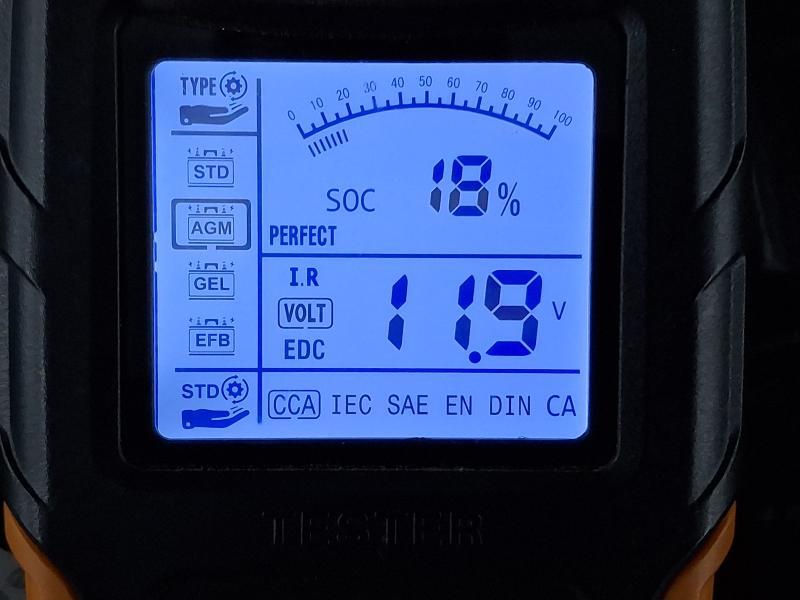 TYPE
0 10 20 30 40 50 60 70 80 90 100
STD
SOC 18%
AGM
PERFECT
GEL
I.R
VOLT 11.9 V
EFB
EDC
STD
CCA IEC SAE EN DIN CA
TESTER